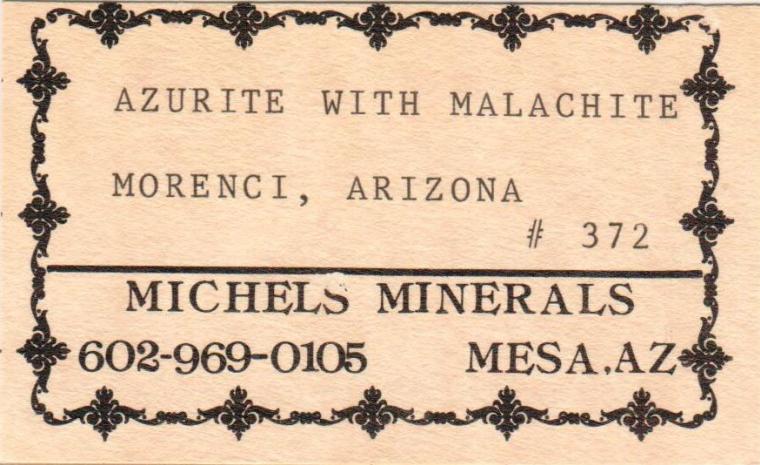 AZURITE WITH MALACHITE
MORENCI, ARIZONA
# 372
MICHELS MINERALS
602-969-0105 MESA,AZ